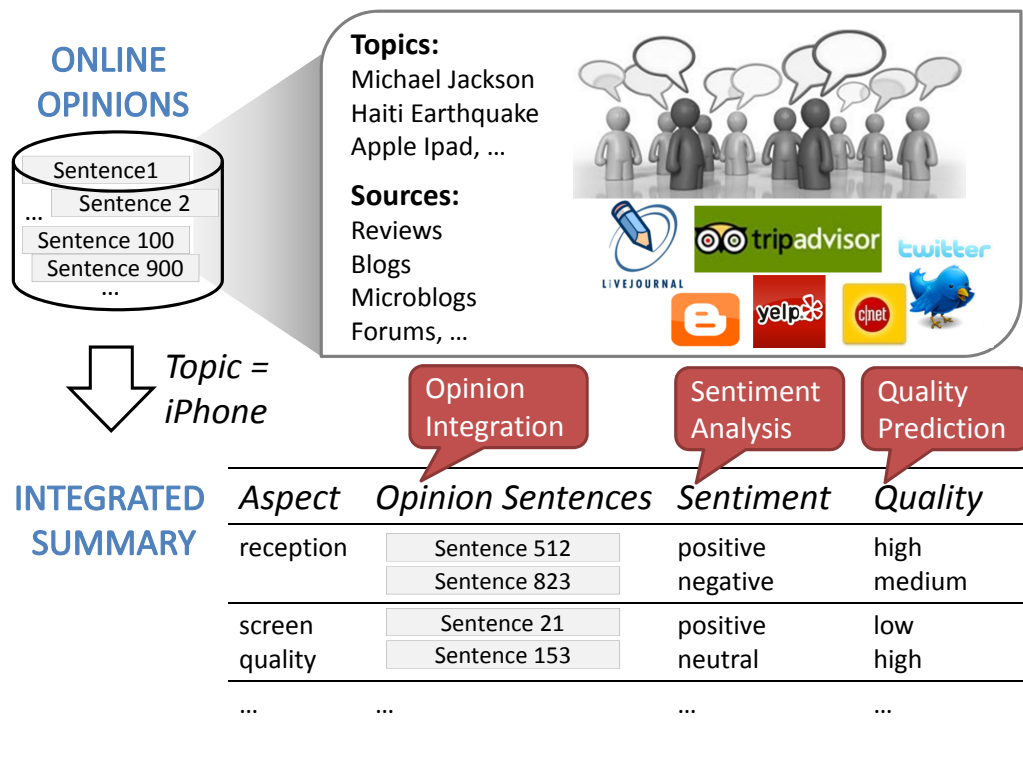 ONLINE
OPINIONS
Sentence1
... Sentence 2
Sentence 100
Sentence 900
...
Topics:
Michael Jackson
Haiti Earthquake
Apple Ipad, ...
Sources:
Reviews
Blogs
Microblogs
Forums, ...
LIVEJOURNAL
tripadvisor
twitter
yelp
c|net
Topic =
iPhone
Opinion
Integration
Sentiment
Analysis
Quality
Prediction
INTEGRATED
SUMMARY
Aspect Opinion Sentences Sentiment Quality
reception Sentence 512 positive high
Sentence 823 negative medium
screen Sentence 21 positive low
quality Sentence 153 neutral high
... ... ... ...